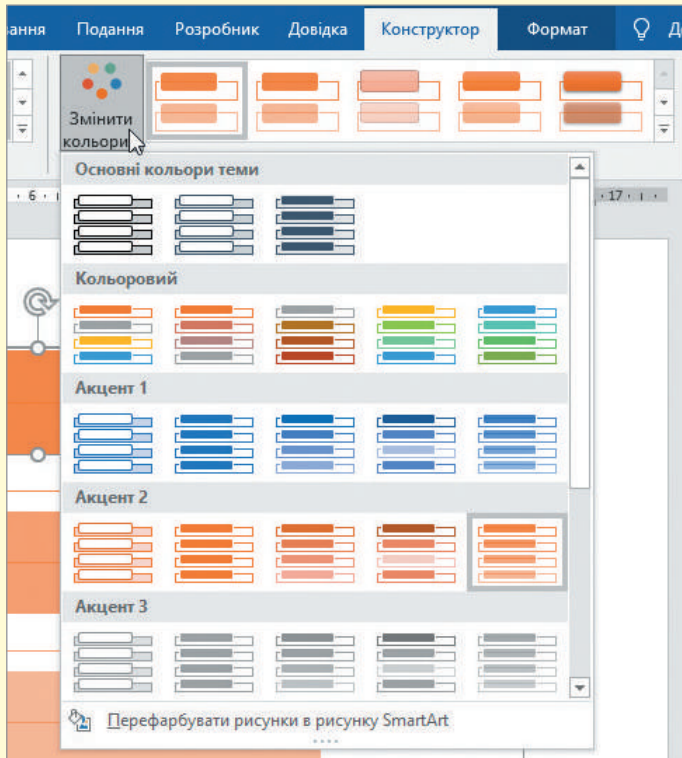 ання Подання Розробник Довідка Конструктор Формат До
Змінити
кольори
6 17
Основні кольори теми
Кольоровий
Акцент 1
Акцент 2
Акцент 3
Перефарбувати рисунки в рисунку SmartArt